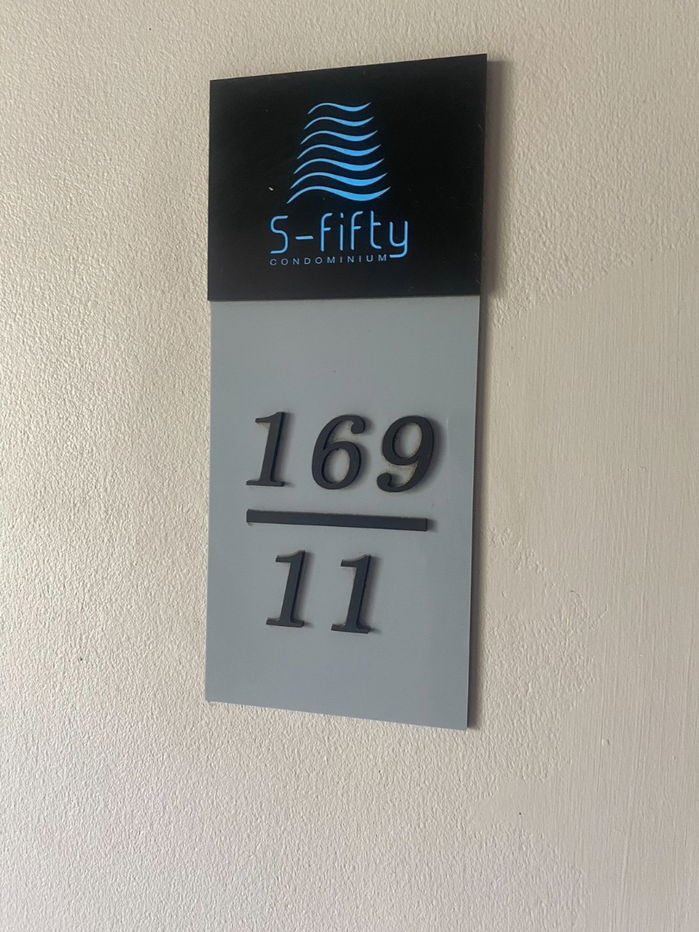 S-fifty
CONDOMINIUM
169
11